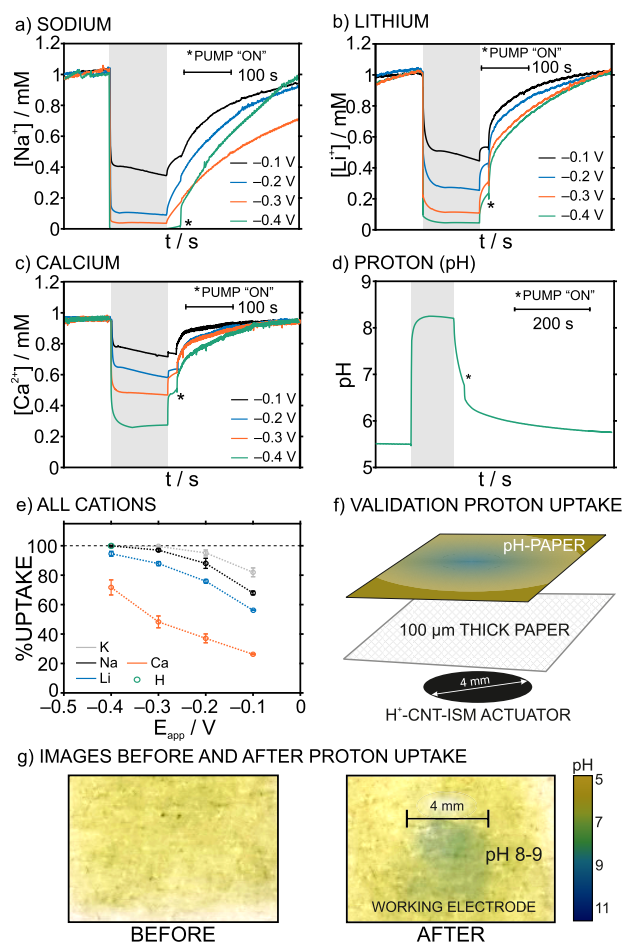 a) SODIUM
1.2
1
0.8
0.6
0.4
0.2
0
[Na⁺] / mM
*PUMP “ON”
100 s
–0.1 V
–0.2 V
–0.3 V
–0.4 V
*
t / s
b) LITHIUM
1.2
1
0.8
0.6
0.4
0.2
0
[Li⁺] / mM
*PUMP “ON”
100 s
–0.1 V
–0.2 V
–0.3 V
–0.4 V
*
t / s
c) CALCIUM
1.2
1
0.8
0.6
0.4
0.2
0
[Ca²⁺] / mM
*PUMP “ON”
100 s
–0.1 V
–0.2 V
–0.3 V
–0.4 V
*
t / s
d) PROTON (pH)
9
8
7
6
5
pH
*PUMP “ON”
200 s
*
t / s
e) ALL CATIONS
100
80
60
40
20
0
%UPTAKE
K
Na
Ca
Li
H
–0.5 –0.4 –0.3 –0.2 –0.1 0
E_app / V
f) VALIDATION PROTON UPTAKE
pH-PAPER
100 µm THICK PAPER
4 mm
H⁺-CNT-ISM ACTUATOR
g) IMAGES BEFORE AND AFTER PROTON UPTAKE
BEFORE
4 mm
pH 8-9
WORKING ELECTRODE
AFTER
pH
5
7
9
11